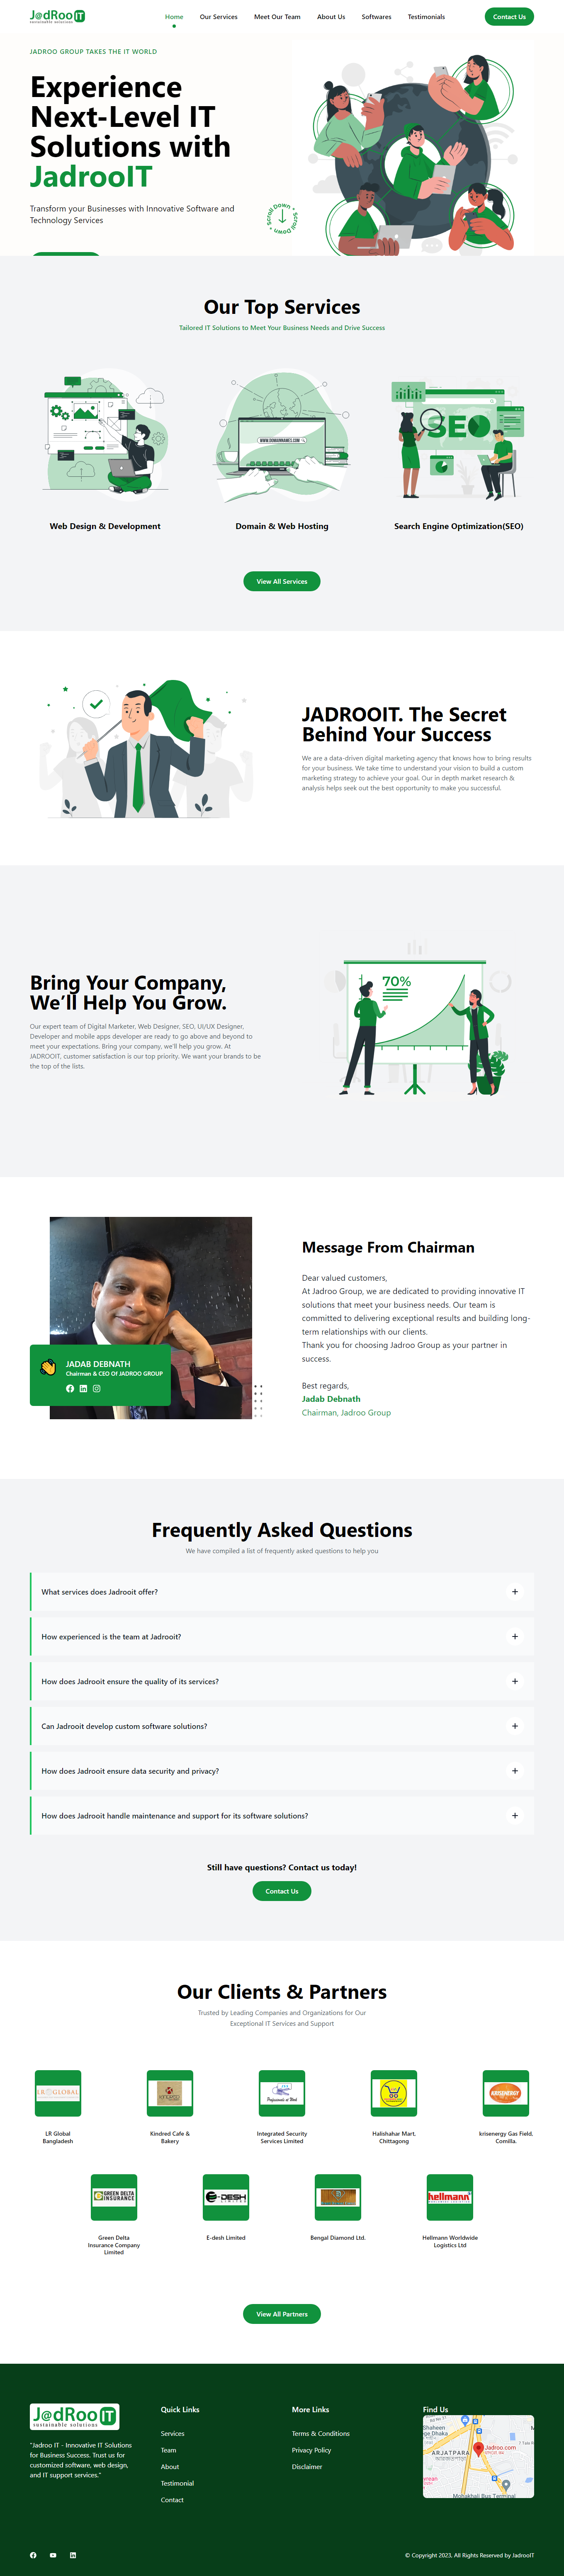 J@dRoo IT
sustainable solutions
Home
Our Services
Meet Our Team
About Us
Softwares
Testimonials
Contact Us
JADROO GROUP TAKES THE IT WORLD
Experience
Next-Level IT
Solutions with
JadrooIT
Transform your Businesses with Innovative Software and
Technology Services
Scroll Down * Scroll Down *
Our Top Services
Tailored IT Solutions to Meet Your Business Needs and Drive Success
WWW.DOMAINNAMES.COM
SEO
Web Design & Development
Domain & Web Hosting
Search Engine Optimization(SEO)
View All Services
JADROOIT. The Secret
Behind Your Success
We are a data-driven digital marketing agency that knows how to bring results
for your business. We take time to understand your vision to build a custom
marketing strategy to achieve your goal. Our in depth market research &
analysis helps seek out the best opportunity to make you successful.
Bring Your Company,
We'll Help You Grow.
Our expert team of Digital Marketer, Web Designer, SEO, UI/UX Designer,
Developer and mobile apps developer are ready to go above and beyond to
meet your expectations. Bring your company, we'll help you grow. At
JADROOIT, customer satisfaction is our top priority. We want your brands to be
the top of the lists.
70%
JADAB DEBNATH
Chairman & CEO Of JADROO GROUP
Message From Chairman
Dear valued customers,
At Jadroo Group, we are dedicated to providing innovative IT
solutions that meet your business needs. Our team is
committed to delivering exceptional results and building long-
term relationships with our clients.
Thank you for choosing Jadroo Group as your partner in
success.
Best regards,
Jadab Debnath
Chairman, Jadroo Group
Frequently Asked Questions
We have compiled a list of frequently asked questions to help you
What services does Jadrooit offer?
How experienced is the team at Jadrooit?
How does Jadrooit ensure the quality of its services?
Can Jadrooit develop custom software solutions?
How does Jadrooit ensure data security and privacy?
How does Jadrooit handle maintenance and support for its software solutions?
Still have questions? Contact us today!
Contact Us
Our Clients & Partners
Trusted by Leading Companies and Organizations for Our
Exceptional IT Services and Support
LR GLOBAL
KINDRED
Professionals at Work
KRISENERGY
LR Global
Bangladesh
Kindred Cafe &
Bakery
Integrated Security
Services Limited
Halishahar Mart,
Chittagong
krisenergy Gas Field,
Comilla.
GREEN DELTA
INSURANCE
E-DESH
hellmann
Green Delta
Insurance Company
Limited
E-desh Limited
Bengal Diamond Ltd.
Hellmann Worldwide
Logistics Ltd
View All Partners
J@dRoo IT
sustainable solutions
"Jadroo IT - Innovative IT Solutions
for Business Success. Trust us for
customized software, web design,
and IT support services."
Quick Links
Services
Team
About
Testimonial
Contact
More Links
Terms & Conditions
Privacy Policy
Disclaimer
Find Us
Shaheen
ge Dhaka
ARJATPARA
Jadroo.com
Mohakhali Bus Terminal
© Copyright 2023, All Rights Reserved by JadrooIT